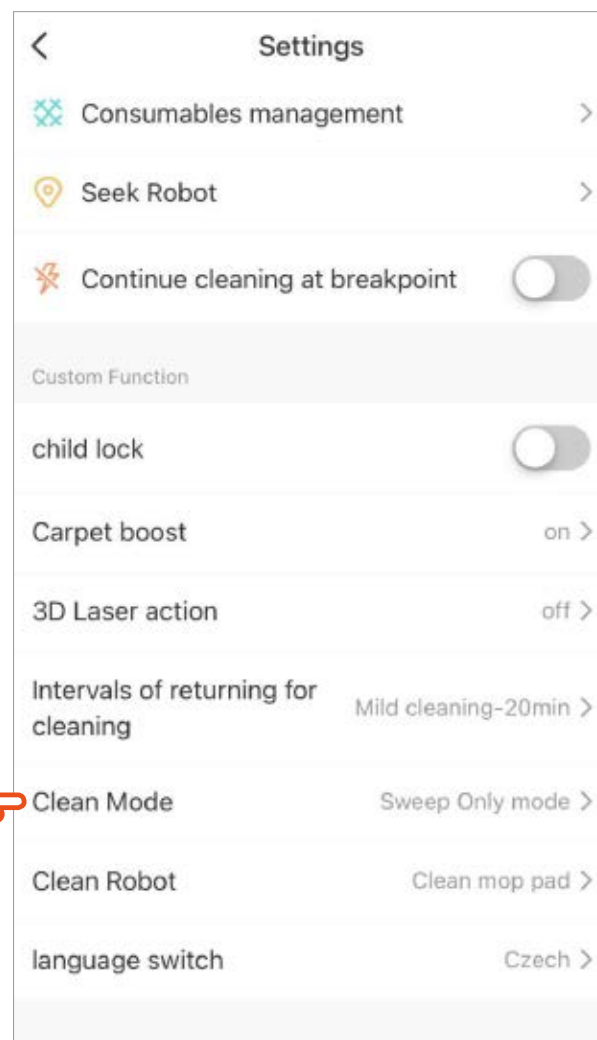 Settings
Consumables management
Seek Robot
Continue cleaning at breakpoint
Custom Function
child lock
Carpet boost on
3D Laser action off
Intervals of returning for
cleaning Mild cleaning-20min
Clean Mode Sweep Only mode
Clean Robot Clean mop pad
language switch Czech